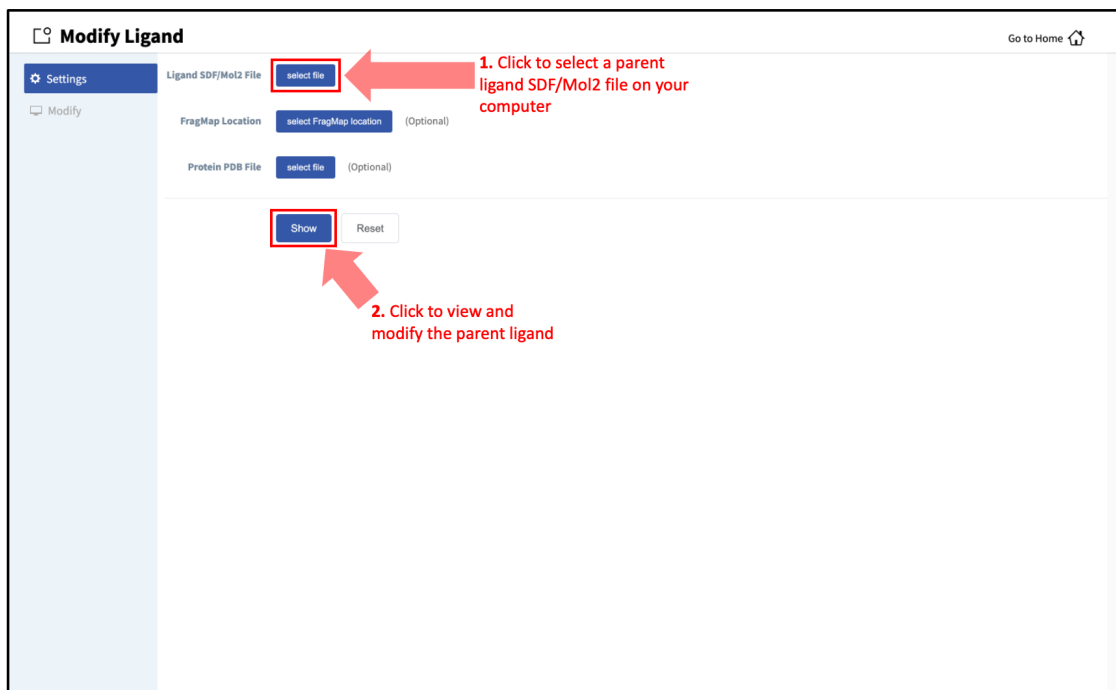 Modify Ligand
Go to Home
Settings
Modify
Ligand SDF/Mol2 File
select file
1. Click to select a parent
ligand SDF/Mol2 file on your
computer
FragMap Location
select FragMap location
(Optional)
Protein PDB File
select file
(Optional)
Show
Reset
2. Click to view and
modify the parent ligand